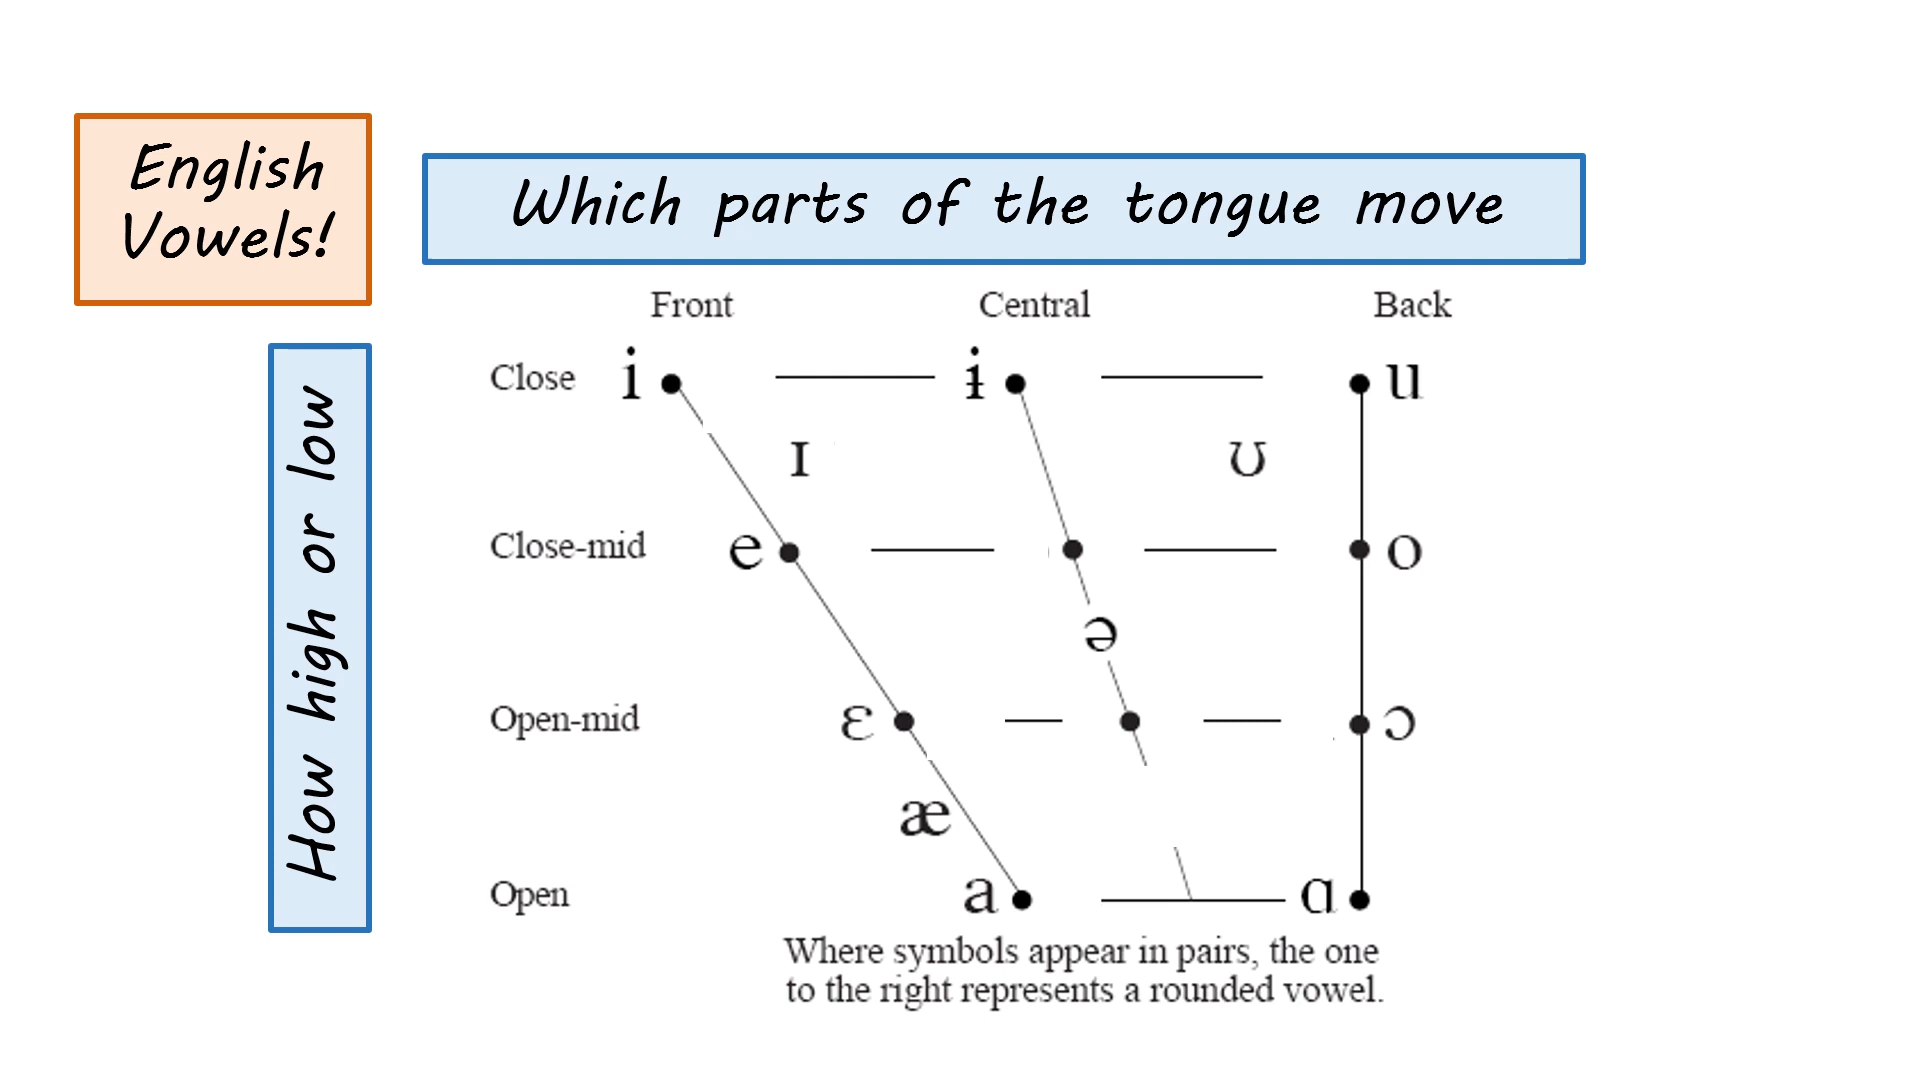 English
Vowels!
Which parts of the tongue move
How high or low
Front Central Back
Close i ɨ u
ɪ ʊ
Close-mid e o
ə
Open-mid ɛ ɔ
æ
Open a ɑ
Where symbols appear in pairs, the one
to the right represents a rounded vowel.